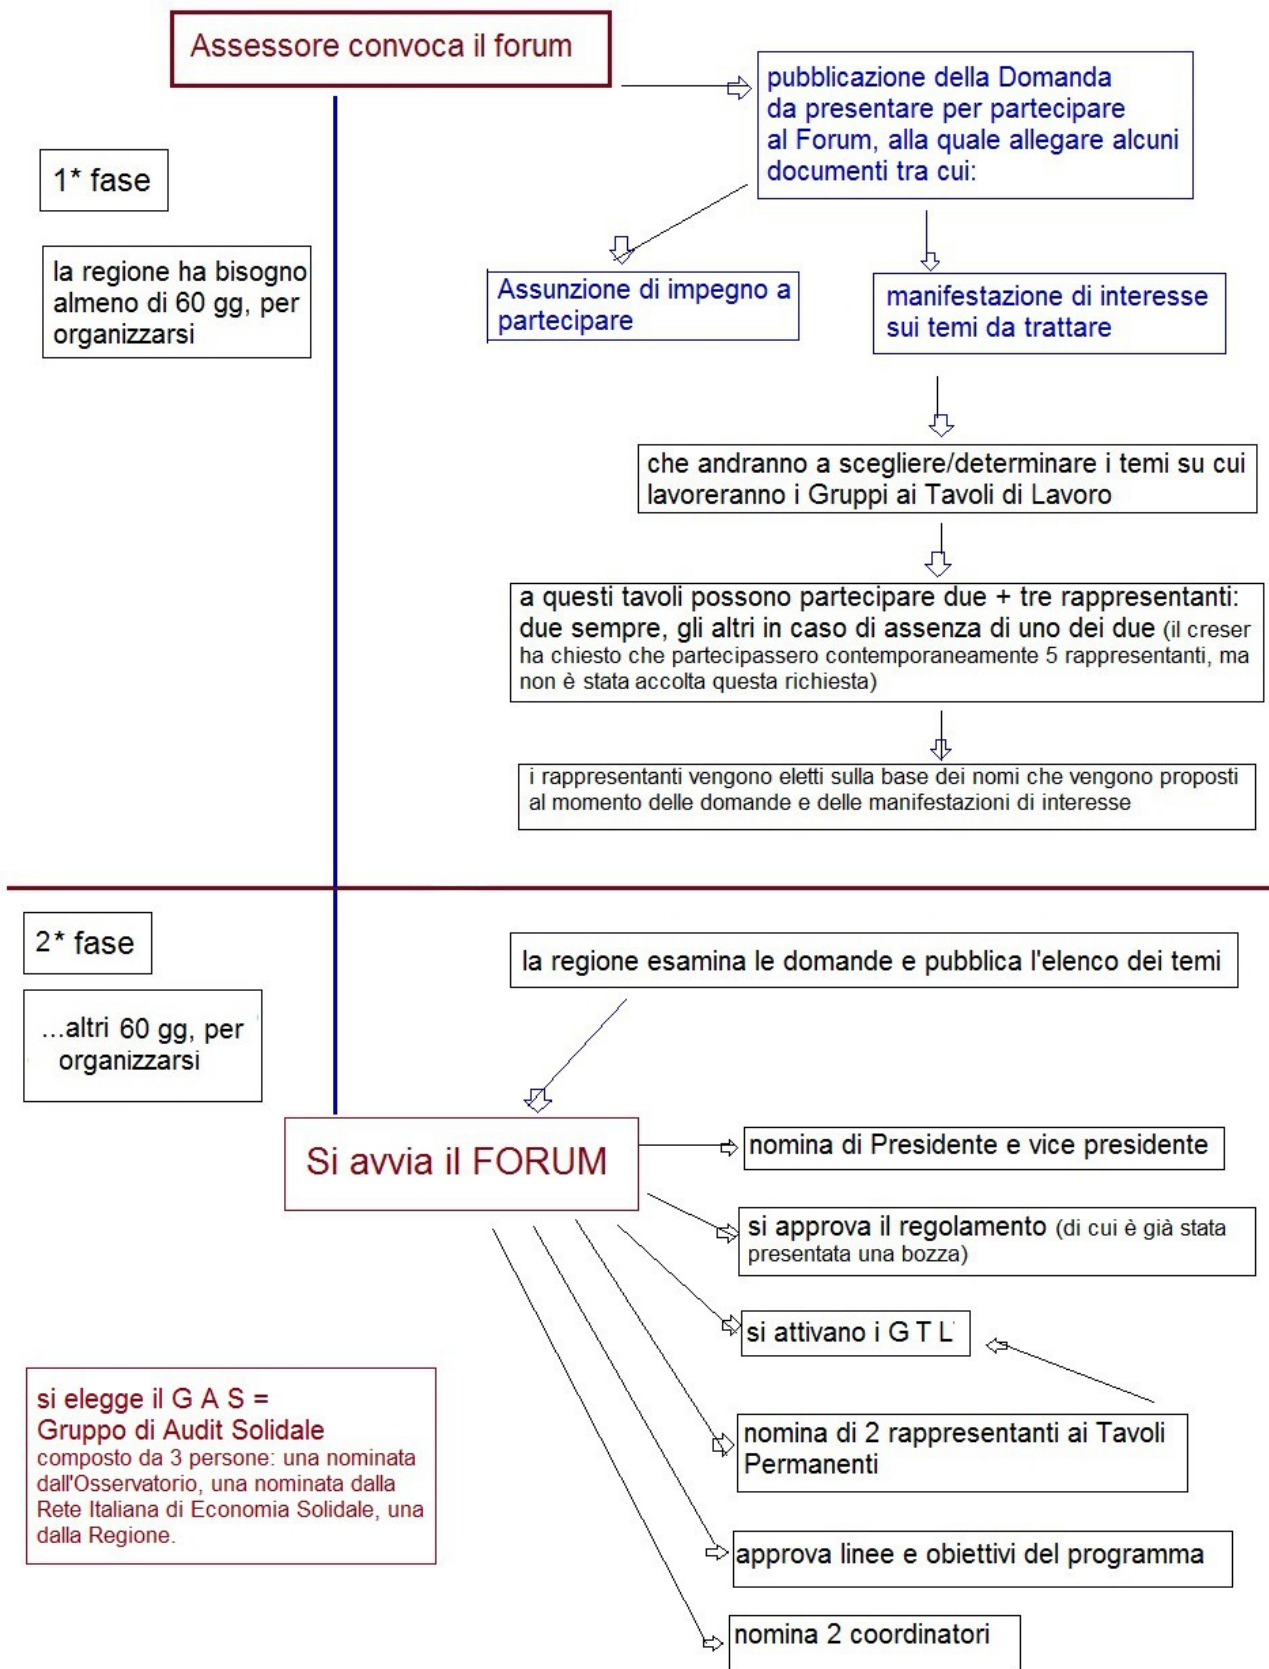 Assessore convoca il forum
pubblicazione della Domanda
da presentare per partecipare
al Forum, alla quale allegare alcuni
documenti tra cui:
1* fase
la regione ha bisogno
almeno di 60 gg, per
organizzarsi
Assunzione di impegno a
partecipare
manifestazione di interesse
sui temi da trattare
che andranno a scegliere/determinare i temi su cui
lavoreranno i Gruppi ai Tavoli di Lavoro
a questi tavoli possono partecipare due + tre rappresentanti:
due sempre, gli altri in caso di assenza di uno dei due (il creser
ha chiesto che partecipassero contemporaneamente 5 rappresentanti, ma
non è stata accolta questa richiesta)
i rappresentanti vengono eletti sulla base dei nomi che vengono proposti
al momento delle domande e delle manifestazioni di interesse
2* fase
la regione esamina le domande e pubblica l'elenco dei temi
...altri 60 gg, per
organizzarsi
Si avvia il FORUM
nomina di Presidente e vice presidente
si approva il regolamento (di cui è già stata
presentata una bozza)
si attivano i G T L
si elegge il G A S =
Gruppo di Audit Solidale
composto da 3 persone: una nominata
dall'Osservatorio, una nominata dalla
Rete Italiana di Economia Solidale, una
dalla Regione.
nomina di 2 rappresentanti ai Tavoli
Permanenti
approva linee e obiettivi del programma
nomina 2 coordinatori